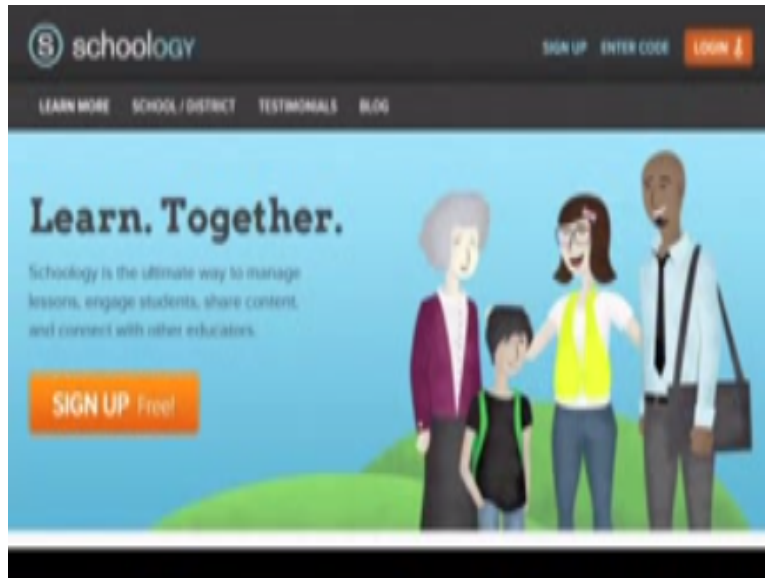 S schoology
SIGN UP ENTER CODE LOGIN
LEARN MORE SCHOOL / DISTRICT TESTIMONIALS BLOG
Learn. Together.
Schoology is the ultimate way to manage
lessons, engage students, share content,
and connect with other educators.
SIGN UP Free!